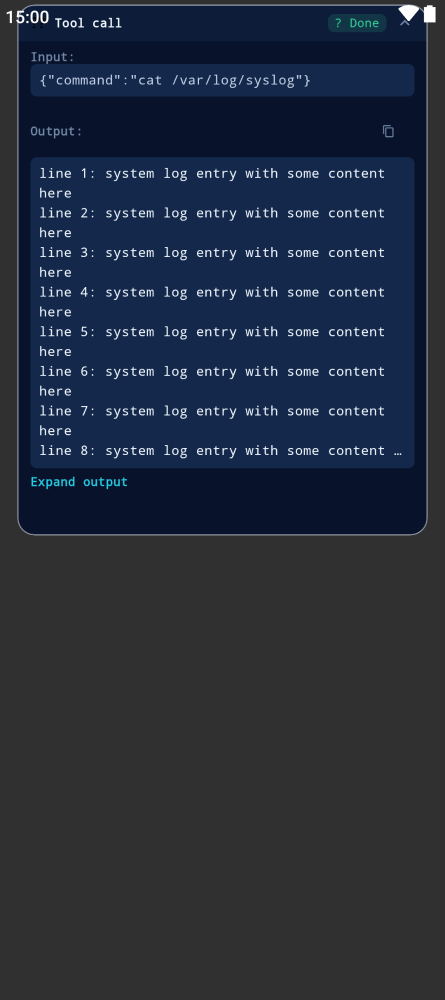 15:00
Tool call ? Done
Input:
{"command":"cat /var/log/syslog"}
Output:
line 1: system log entry with some content
here
line 2: system log entry with some content
here
line 3: system log entry with some content
here
line 4: system log entry with some content
here
line 5: system log entry with some content
here
line 6: system log entry with some content
here
line 7: system log entry with some content
here
line 8: system log entry with some content …
Expand output